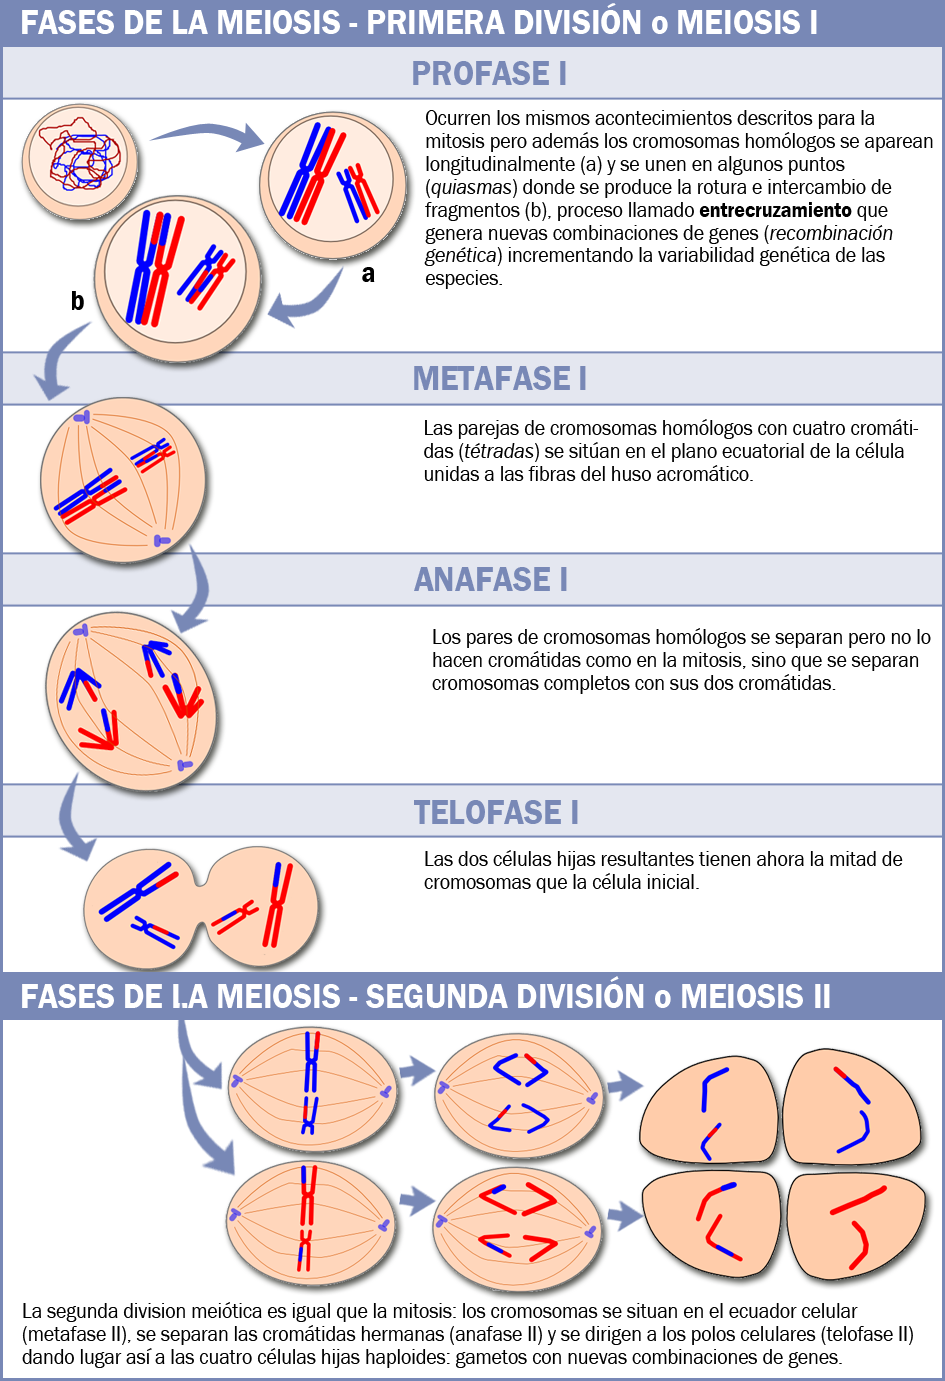 FASES DE LA MEIOSIS - PRIMERA DIVISIÓN o MEIOSIS I
PROFASE I
Ocurren los mismos acontecimientos descritos para la
mitosis pero además los cromosomas homólogos se aparean
longitudinalmente (a) y se unen en algunos puntos
(quiasmas) donde se produce la rotura e intercambio de
fragmentos (b), proceso llamado entrecruzamiento que
genera nuevas combinaciones de genes (recombinación
genética) incrementando la variabilidad genética de las
especies.
a
b
METAFASE I
Las parejas de cromosomas homólogos con cuatro cromáti-
das (tétradas) se sitúan en el plano ecuatorial de la célula
unidas a las fibras del huso acromático.
ANAFASE I
Los pares de cromosomas homólogos se separan pero no lo
hacen cromátidas como en la mitosis, sino que se separan
cromosomas completos con sus dos cromátidas.
TELOFASE I
Las dos células hijas resultantes tienen ahora la mitad de
cromosomas que la célula inicial.
FASES DE LA MEIOSIS - SEGUNDA DIVISIÓN o MEIOSIS II
La segunda division meiótica es igual que la mitosis: los cromosomas se situan en el ecuador celular
(metafase II), se separan las cromátidas hermanas (anafase II) y se dirigen a los polos celulares (telofase II)
dando lugar así a las cuatro células hijas haploides: gametos con nuevas combinaciones de genes.